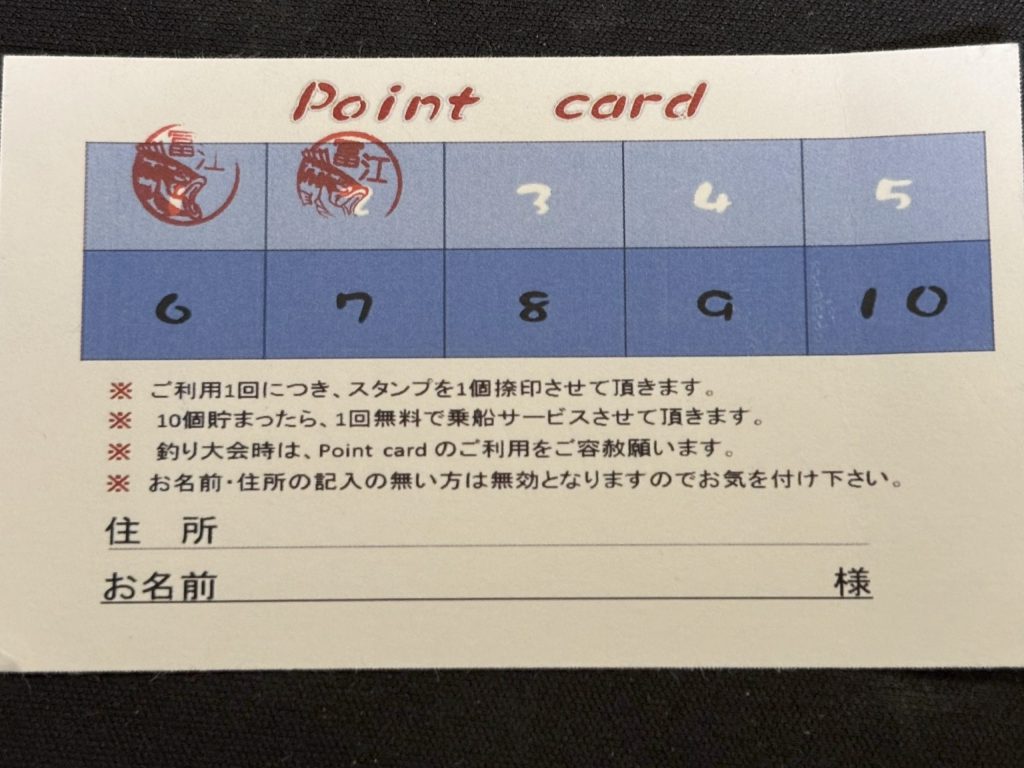 Point card
富江 富江 3 4 5
6 7 8 9 10
※ ご利用1回につき、スタンプを1個捺印させて頂きます。
※ 10個貯まったら、1回無料で乗船サービスさせて頂きます。
※ 釣り大会時は、Point card のご利用をご容赦願います。
※ お名前・住所の記入の無い方は無効となりますのでお気を付け下さい。
住 所
お名前 様